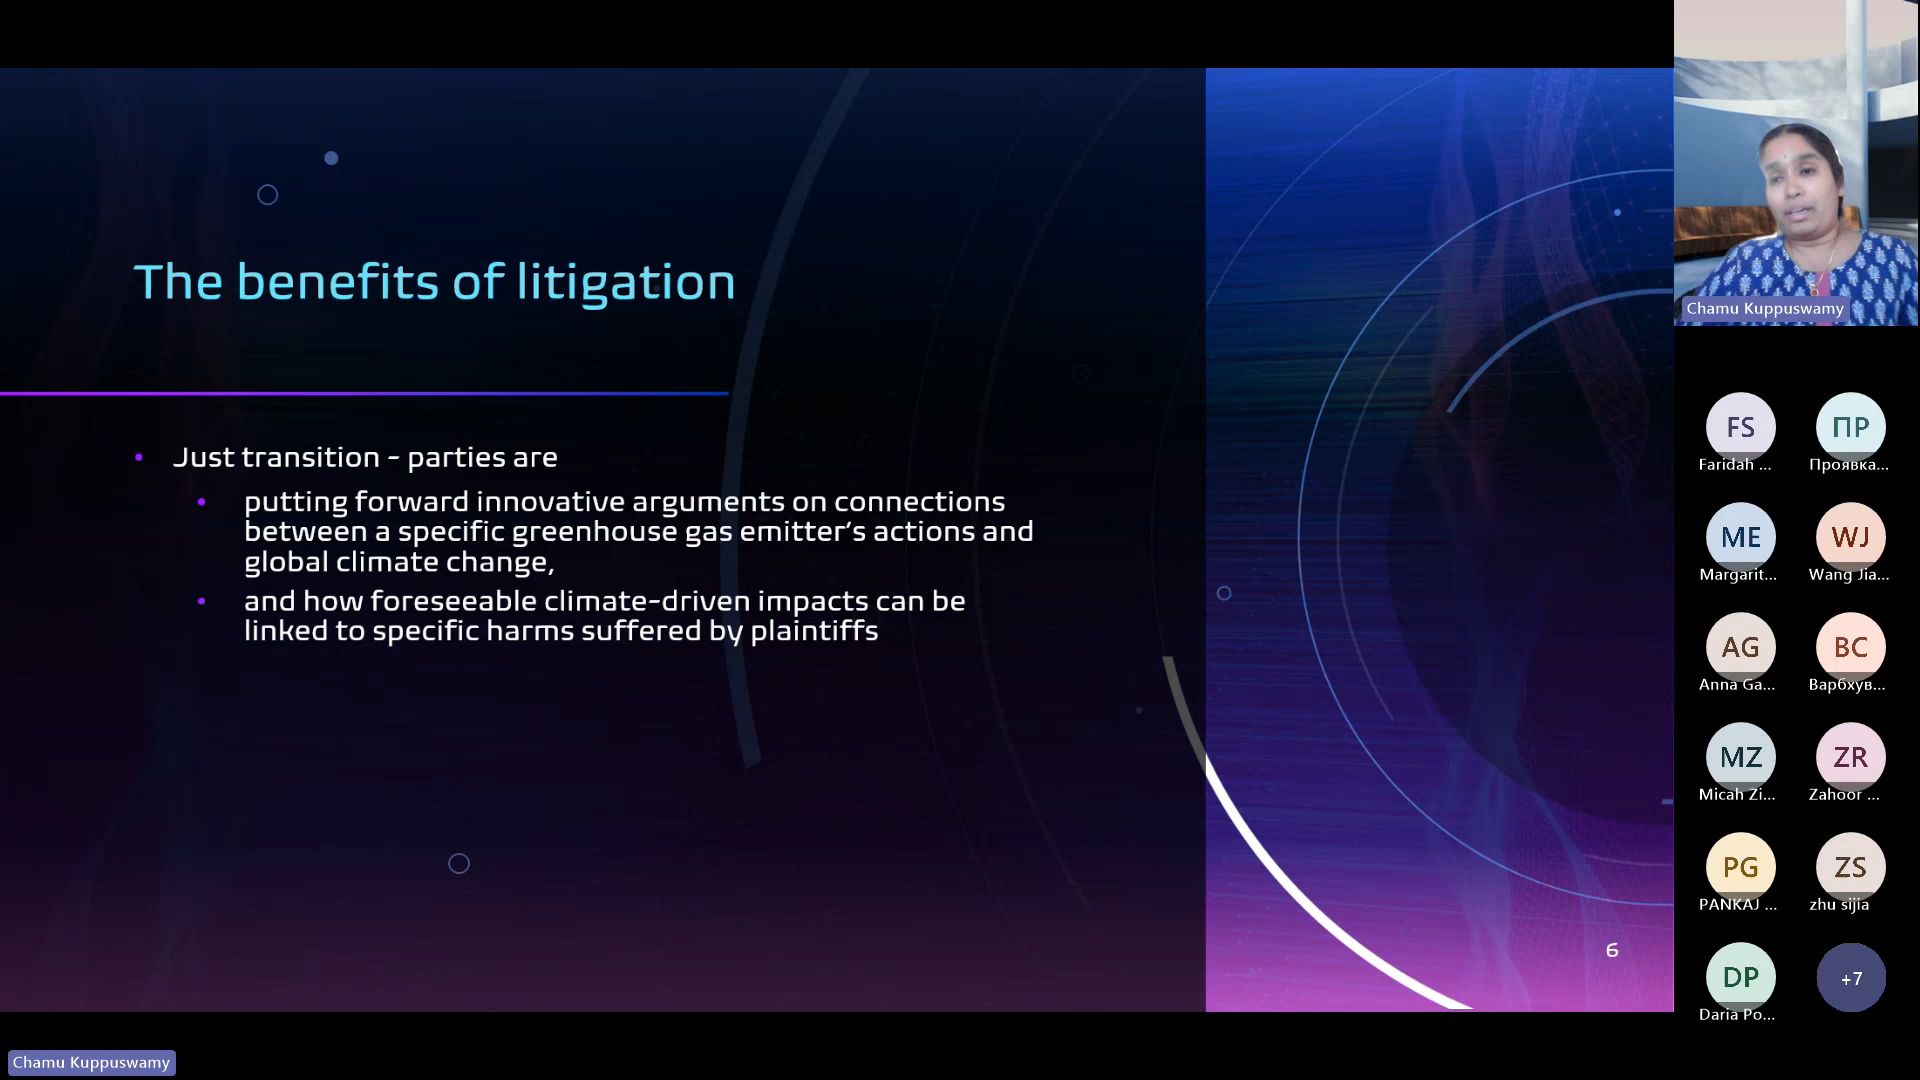 The benefits of litigation
Just transition - parties are
putting forward innovative arguments on connections
between a specific greenhouse gas emitter’s actions and
global climate change,
and how foreseeable climate-driven impacts can be
linked to specific harms suffered by plaintiffs
6
Chamu Kuppuswamy
FS
ПР
Faridah ...
Проявка...
ME
WJ
Margarit...
Wang Jia...
AG
ВС
Anna Ga...
Варбхув...
MZ
ZR
Micah Zi...
Zahoor ...
PG
ZS
PANKAJ ...
zhu sijia
DP
+7
Daria Po...
Chamu Kuppuswamy